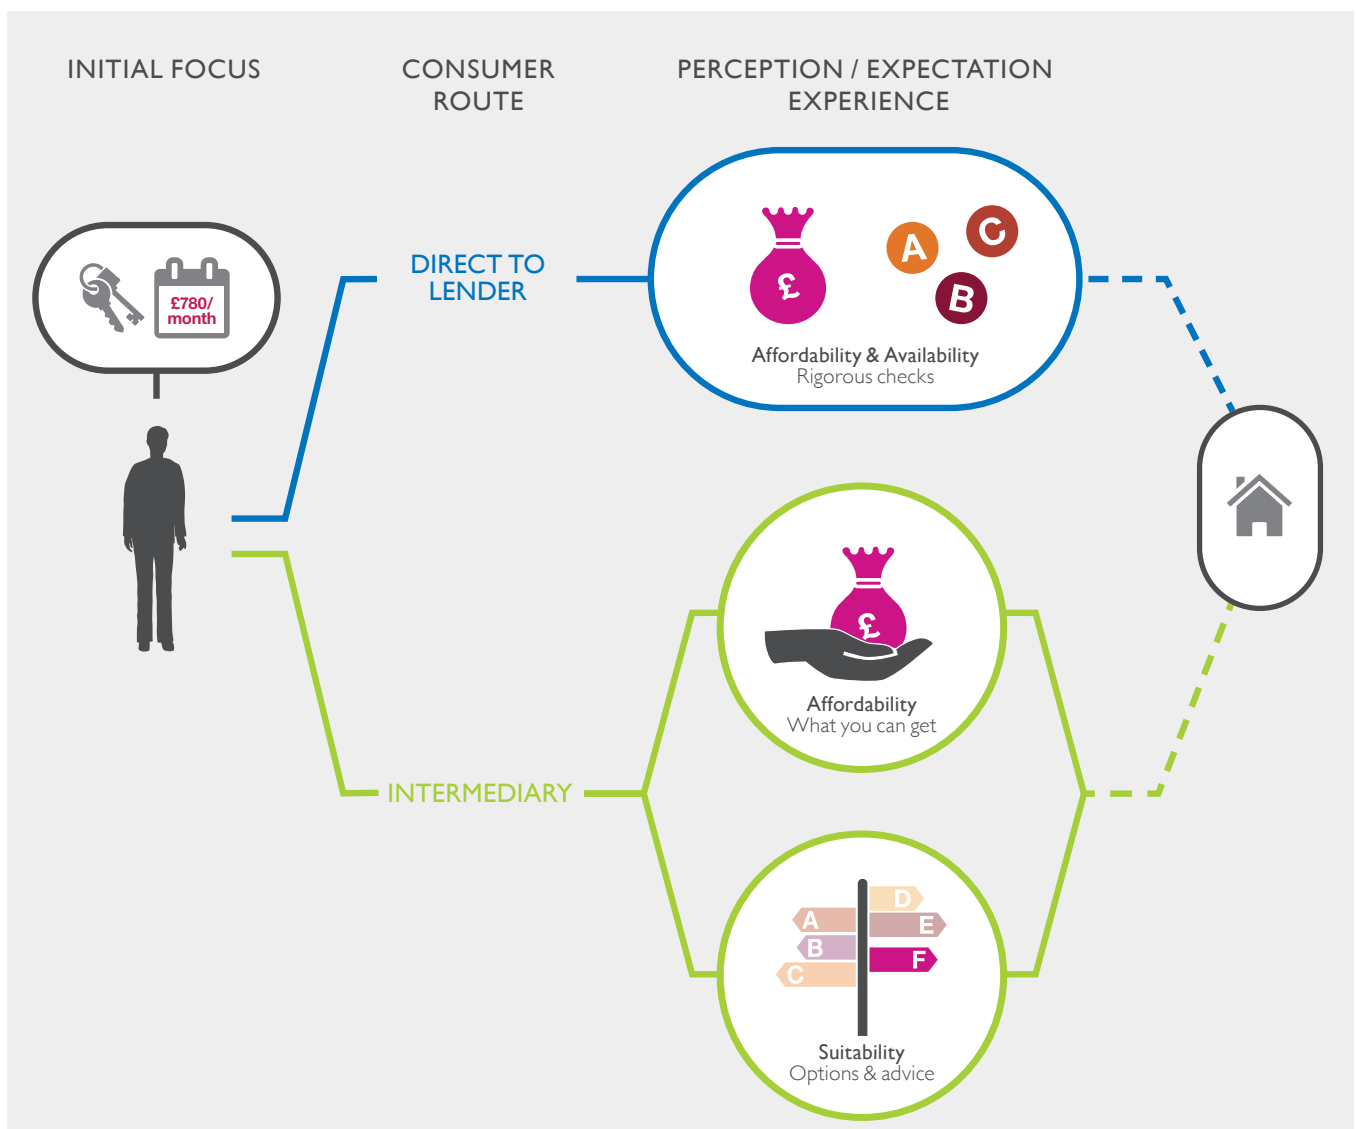 INITIAL FOCUS
CONSUMER
ROUTE
PERCEPTION / EXPECTATION
EXPERIENCE
£780/
month
DIRECT TO
LENDER
£
A
C
B
Affordability & Availability
Rigorous checks
£
Affordability
What you can get
INTERMEDIARY
D
A
E
B
F
C
Suitability
Options & advice